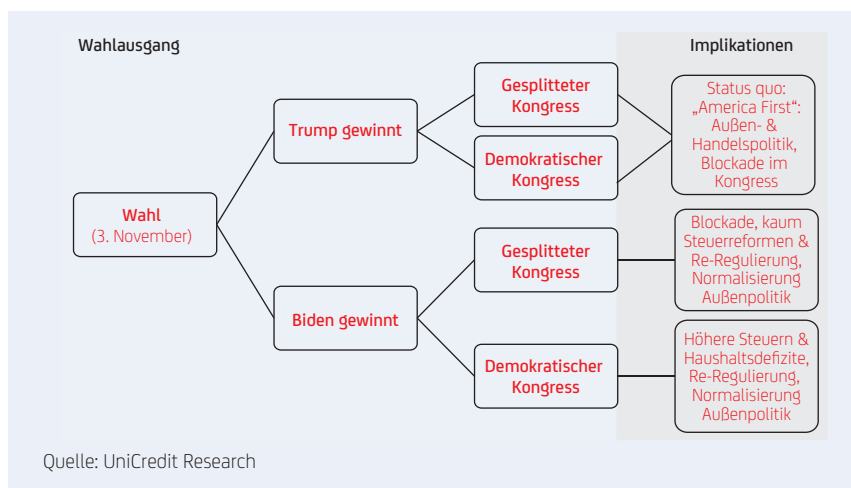 Wahlausgang
Implikationen
Wahl
(3. November)
Trump gewinnt
Gesplitteter
Kongress
Demokratischer
Kongress
Status quo:
„America First“:
Außen- &
Handelspolitik,
Blockade im
Kongress
Biden gewinnt
Gesplitteter
Kongress
Blockade, kaum
Steuerreformen &
Re-Regulierung,
Normalisierung
Außenpolitik
Demokratischer
Kongress
Höhere Steuern &
Haushaltsdefizite,
Re-Regulierung,
Normalisierung
Außenpolitik
Quelle: UniCredit Research